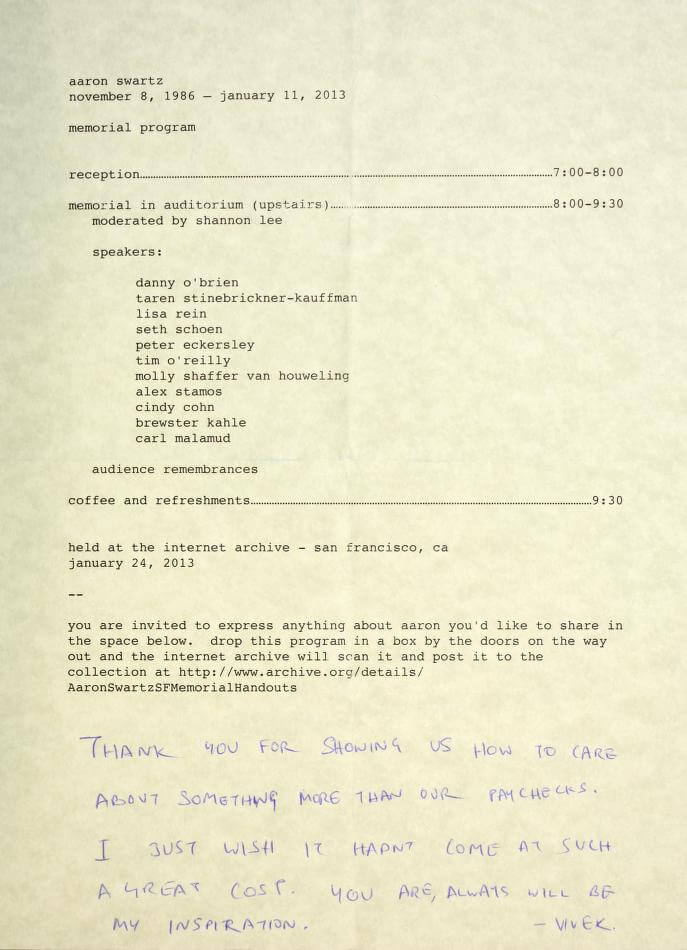 aaron swartz
november 8, 1986 — january 11, 2013
memorial program
reception........................................................7:00-8:00
memorial in auditorium (upstairs)..............................8:00-9:30
moderated by shannon lee
speakers:
danny o'brien
taren stinebrickner-kauffman
lisa rein
seth schoen
peter eckersley
tim o'reilly
molly shaffer van houweling
alex stamos
cindy cohn
brewster kahle
carl malamud
audience remembrances
coffee and refreshments..............................................9:30
held at the internet archive - san francisco, ca
january 24, 2013
--
you are invited to express anything about aaron you'd like to share in
the space below.  drop this program in a box by the doors on the way
out and the internet archive will scan it and post it to the
collection at http://www.archive.org/details/
AaronSwartzSFMemorialHandouts
THANK YOU FOR SHOWING US HOW TO CARE
ABOUT SOMETHING MORE THAN OUR PAYCHECKS.
I JUST WISH IT HADN'T COME AT SUCH
A GREAT COST. YOU ARE, ALWAYS WILL BE
MY INSPIRATION. - VIVEK.